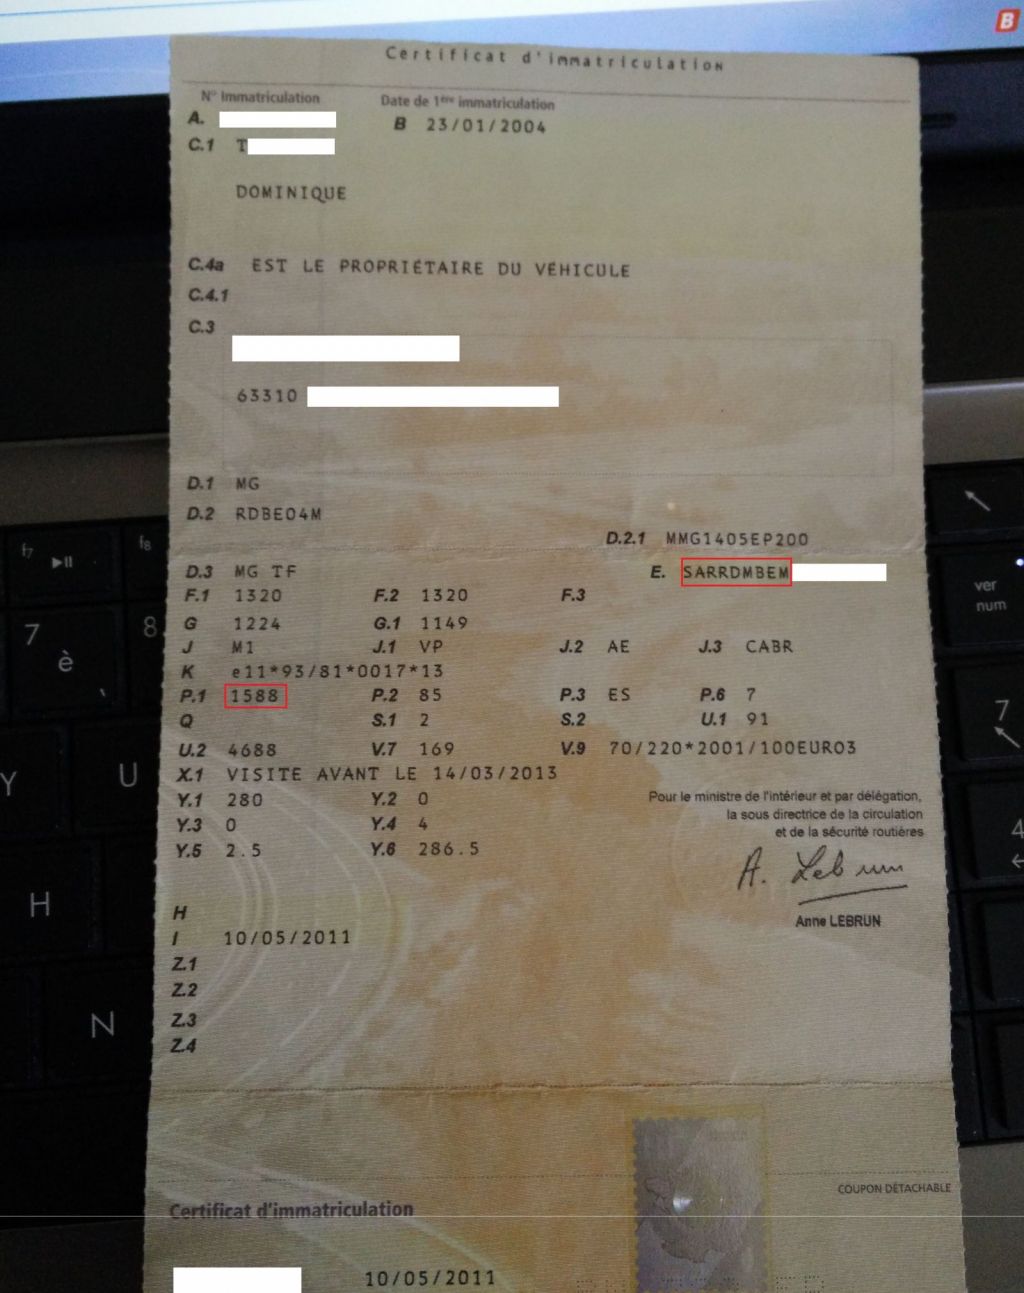 B
Certificat d'immatriculation
N° Immatriculation Date de 1ère immatriculation
A. B 23/01/2004
C.1 T
DOMINIQUE
C.4a EST LE PROPRIÉTAIRE DU VÉHICULE
C.4.1
C.3
63310
D.1 MG
D.2 RDBE04M
D.2.1 MMG1405EP200
D.3 MG TF E. SARRDMBEM
F.1 1320 F.2 1320 F.3
G 1224 G.1 1149
J M1 J.1 VP J.2 AE J.3 CABR
K e11*93/81*0017*13
P.1 1588 P.2 85 P.3 ES P.6 7
Q S.1 2 S.2 U.1 91
U.2 4688 V.7 169 V.9 70/220*2001/100EURO3
X.1 VISITE AVANT LE 14/03/2013
Y.1 280 Y.2 0
Y.3 0 Y.4 4
Y.5 2.5 Y.6 286.5
Pour le ministre de l'intérieur et par délégation,
la sous directrice de la circulation
et de la sécurité routières
A. Lebrun
Anne LEBRUN
H
I 10/05/2011
Z.1
Z.2
Z.3
Z.4
COUPON DÉTACHABLE
Certificat d'immatriculation
10/05/2011
f7
f8
7
è
8
Y
U
H
N
ver
num
7
4